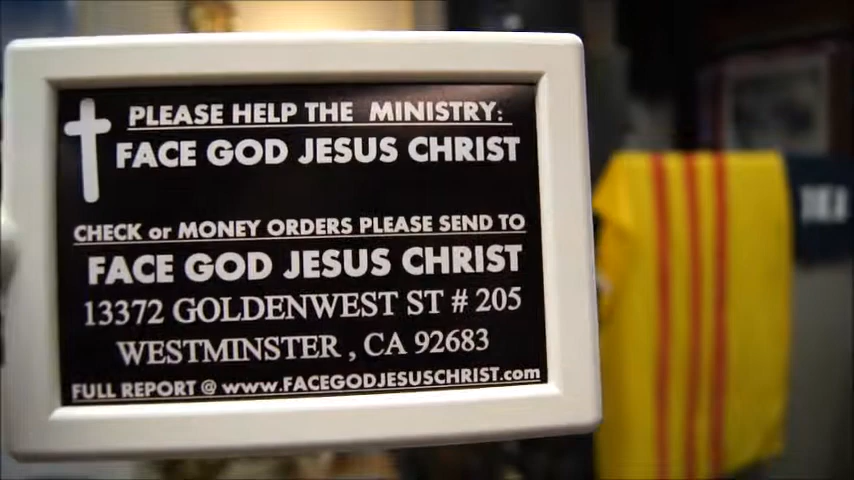 PLEASE HELP THE MINISTRY:
FACE GOD JESUS CHRIST
CHECK or MONEY ORDERS PLEASE SEND TO
FACE GOD JESUS CHRIST
13372 GOLDENWEST ST # 205
WESTMINSTER , CA 92683
FULL REPORT @ www.FACEGODJESUSCHRIST.com